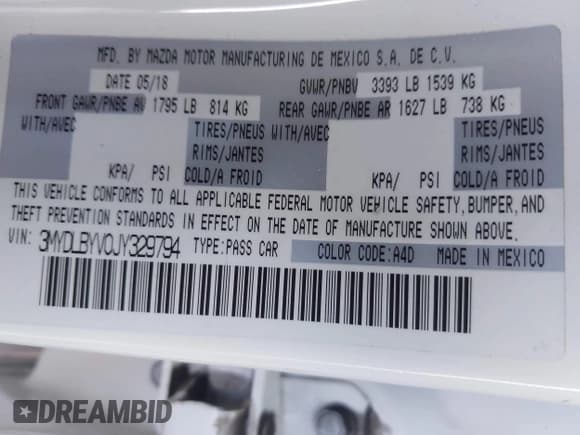 MFD. BY MAZDA MOTOR MANUFACTURING DE MEXICO S.A. DE C.V.
DATE 05/18 GVWR/PNBV 3393 LB 1539 KG
FRONT GAWR/PNBE AV 1795 LB 814 KG REAR GAWR/PNBE AR 1627 LB 738 KG
WITH/AVEC TIRES/PNEUS WITH/AVEC TIRES/PNEUS
RIMS/JANTES RIMS/JANTES
KPA/ PSI COLD/A FROID KPA/ PSI COLD/A FROID
THIS VEHICLE CONFORMS TO ALL APPLICABLE FEDERAL MOTOR VEHICLE SAFETY, BUMPER, AND
THEFT PREVENTION STANDARDS IN EFFECT ON THE DATE OF MANUFACTURE SHOWN ABOVE.
VIN: 3MYDLBYV0JY329794 TYPE:PASS CAR COLOR CODE:A4D MADE IN MEXICO
DREAMBID